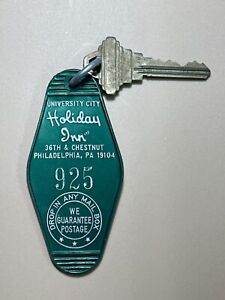 UNIVERSITY CITY
Holiday
Inn
36TH & CHESTNUT
PHILADELPHIA, PA 19104
925
DROP IN ANY MAIL BOX
WE
GUARANTEE
POSTAGE